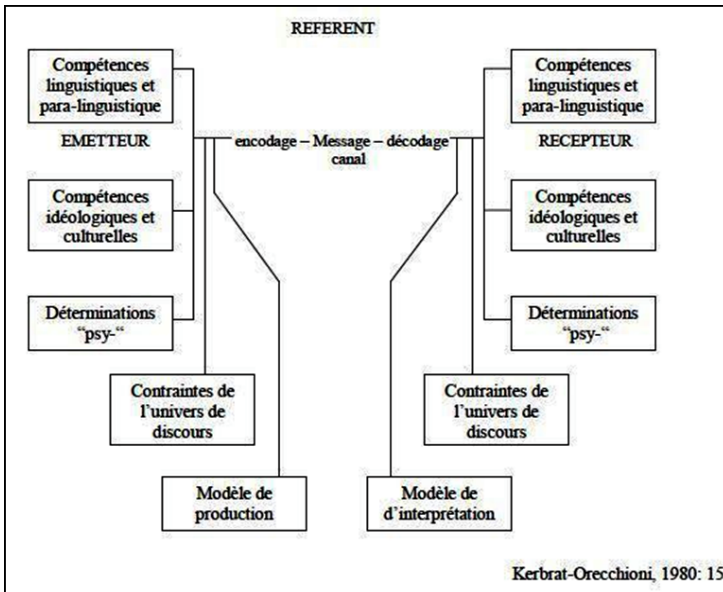 REFERENT
Compétences
linguistiques et
para-linguistique
EMETTEUR
Compétences
idéologiques et
culturelles
Déterminations
“psy-“
Contraintes de
l’univers de
discours
Modèle de
production
encodage – Message – décodage
canal
Compétences
linguistiques et
para-linguistique
RECEPTEUR
Compétences
idéologiques et
culturelles
Déterminations
“psy-“
Contraintes de
l’univers de
discours
Modèle de
d’interprétation
Kerbrat-Orecchioni, 1980: 15